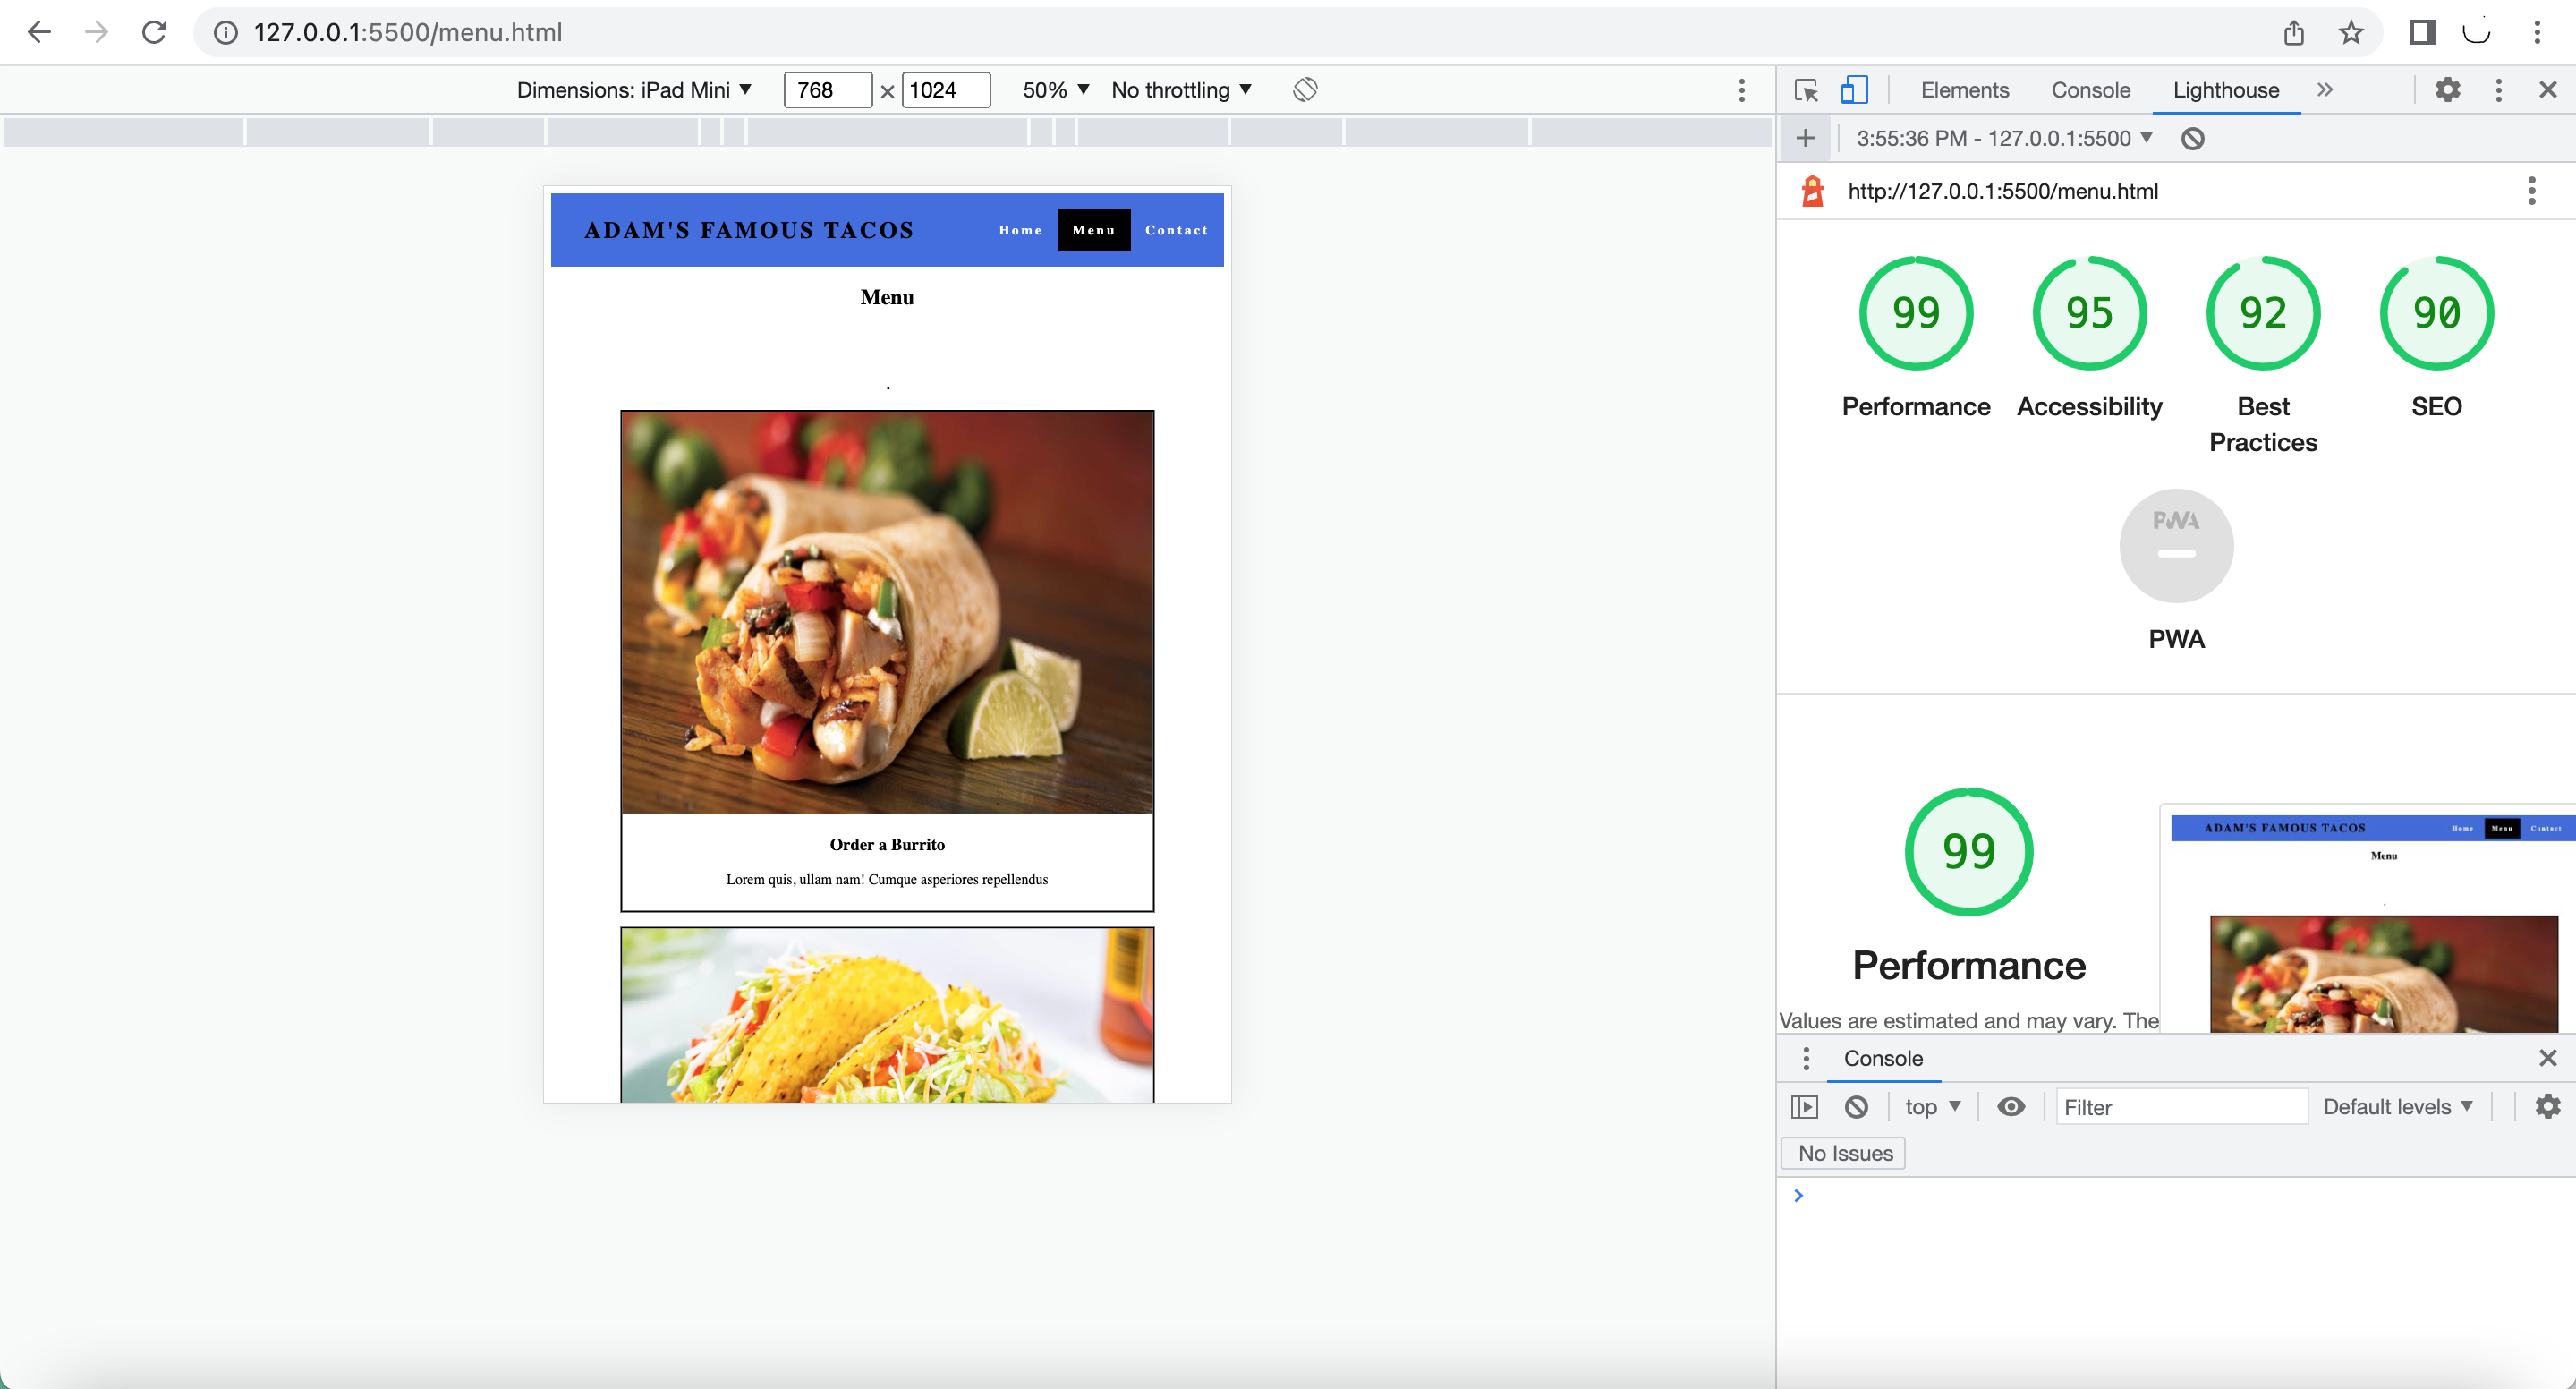 127.0.0.1:5500/menu.html
Dimensions: iPad Mini 768 × 1024 50% No throttling
Elements Console Lighthouse
3:55:36 PM - 127.0.0.1:5500
http://127.0.0.1:5500/menu.html
ADAM'S FAMOUS TACOS
Home Menu Contact
Menu
.
Order a Burrito
Lorem quis, ullam nam! Cumque asperiores repellendus
99 95 92 90
Performance Accessibility Best Practices SEO
PWA
PWA
99
Performance
Values are estimated and may vary. The
ADAM'S FAMOUS TACOS
Home Menu Contact
Menu
.
Console
top Filter Default levels
No Issues